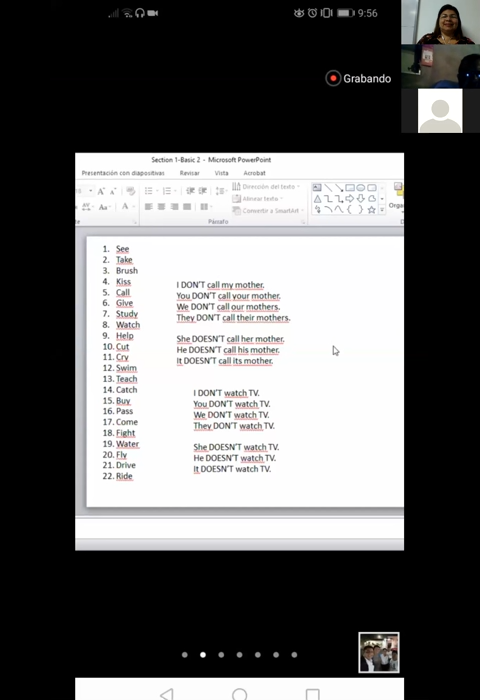 9:56
Grabando
Section 1-Basic 2 - Microsoft PowerPoint
Presentación con diapositivas Revisar Vista Acrobat
Dirección del texto
Alinear texto
Convertir a SmartArt
Párrafo
1. See
2. Take
3. Brush
4. Kiss
5. Call
6. Give
7. Study
8. Watch
9. Help
10. Cut
11. Cry
12. Swim
13. Teach
14. Catch
15. Buy
16. Pass
17. Come
18. Fight
19. Water
20. Fly
21. Drive
22. Ride
I DON'T call my mother.
You DON'T call your mother.
We DON'T call our mothers.
They DON'T call their mothers.
She DOESN'T call her mother.
He DOESN'T call his mother.
It DOESN'T call its mother.
I DON'T watch TV.
You DON'T watch TV.
We DON'T watch TV.
They DON'T watch TV.
She DOESN'T watch TV.
He DOESN'T watch TV.
It DOESN'T watch TV.